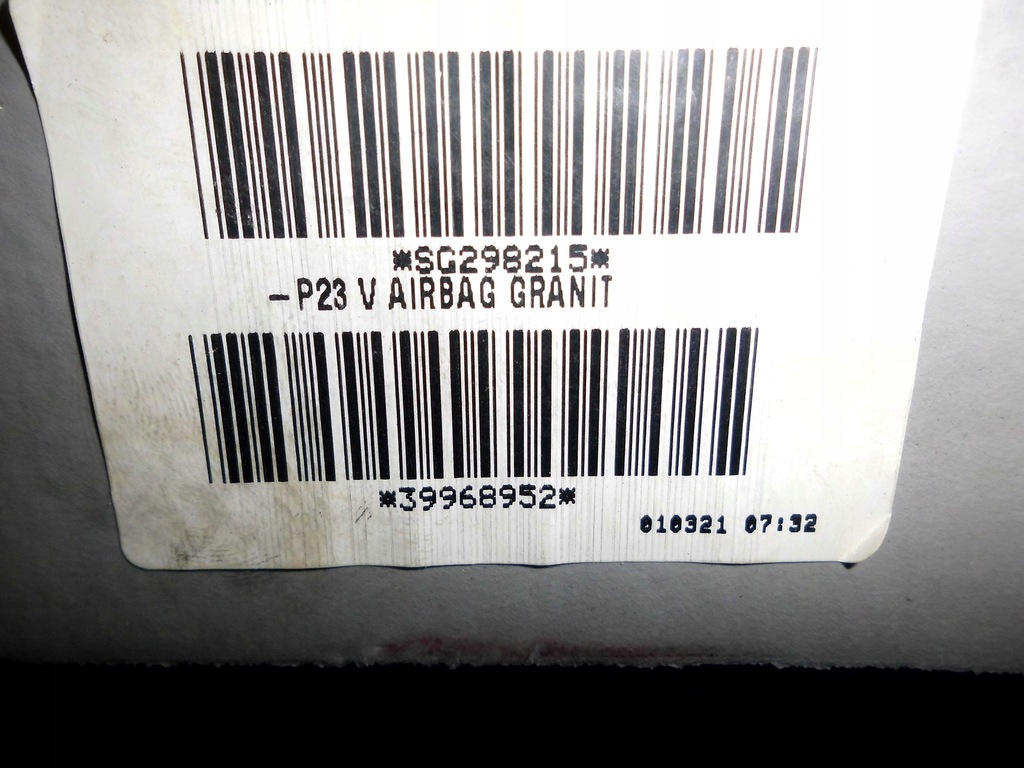 *SG298215*
-P23 V AIRBAG GRANIT
*39968952*
010321 07:32